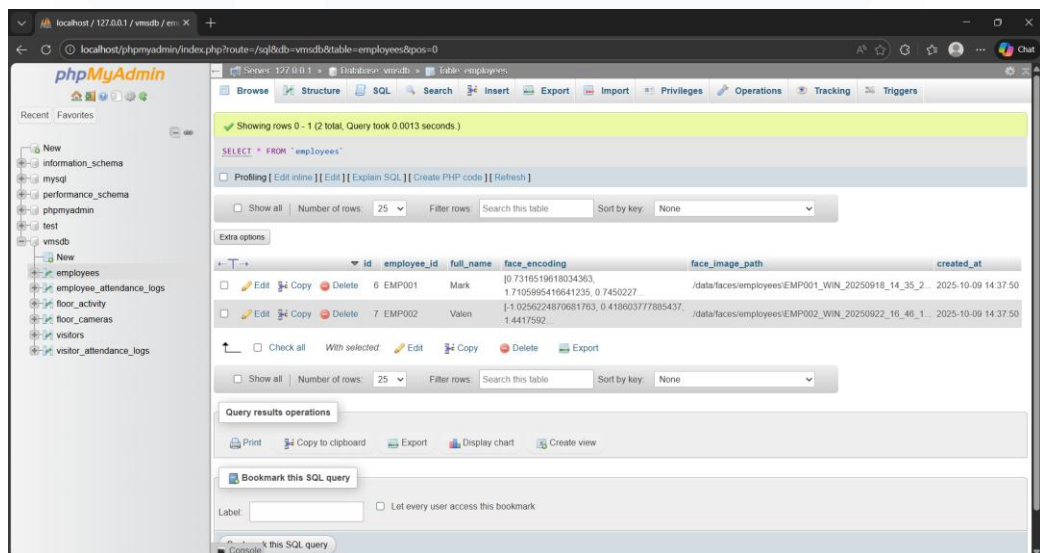 localhost / 127.0.0.1 / vmsdb / em
localhost/phpmyadmin/index.php?route=/sql&db=vmsdb&table=employees&pos=0
Chat
phpMyAdmin
Recent Favorites
New
information_schema
mysql
performance_schema
phpmyadmin
test
vmsdb
New
employees
employee_attendance_logs
floor_activity
floor_cameras
visitors
visitor_attendance_logs
Server: 127.0.0.1 » Database: vmsdb » Table: employees
Browse Structure SQL Search Insert Export Import Privileges Operations Tracking Triggers
Showing rows 0 - 1 (2 total, Query took 0.0013 seconds.)
SELECT * FROM `employees`
Profiling [ Edit inline ] [ Edit ] [ Explain SQL ] [ Create PHP code ] [ Refresh ]
Show all | Number of rows: 25 Filter rows: Search this table Sort by key: None
Extra options
id employee_id full_name face_encoding face_image_path created_at
Edit Copy Delete 6 EMP001 Mark [0.7316519618034363, 1.7105995416641235, 0.7450227... ./data/faces/employees\EMP001_WIN_20250918_14_35_2... 2025-10-09 14:37:50
Edit Copy Delete 7 EMP002 Valen [-1.0256224870681763, 0.418603777885437, 1.4417592... ./data/faces/employees\EMP002_WIN_20250922_16_46_1... 2025-10-09 14:37:50
Check all With selected: Edit Copy Delete Export
Show all | Number of rows: 25 Filter rows: Search this table Sort by key: None
Query results operations
Print Copy to clipboard Export Display chart Create view
Bookmark this SQL query
Label: Let every user access this bookmark
this SQL query
Console